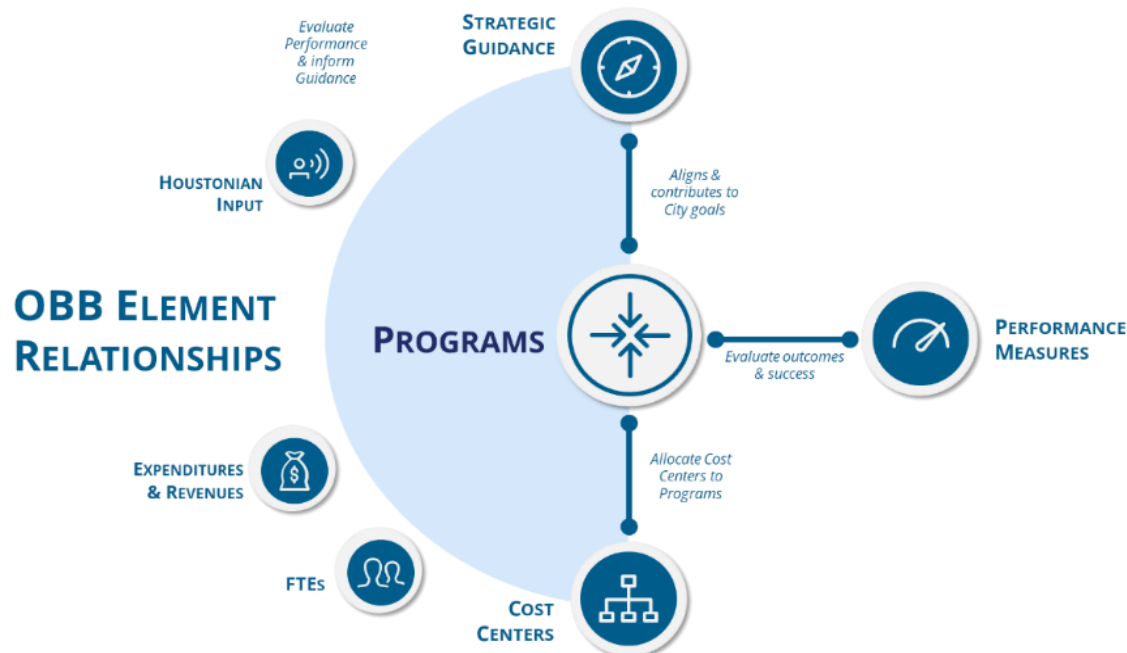 Evaluate
Performance
& inform
Guidance
STRATEGIC
GUIDANCE
HOUSTONIAN
INPUT
Aligns &
contributes to
City goals
OBB ELEMENT
RELATIONSHIPS
PROGRAMS
Evaluate outcomes
& success
PERFORMANCE
MEASURES
EXPENDITURES
& REVENUES
$
Allocate Cost
Centers to
Programs
FTES
COST
CENTERS